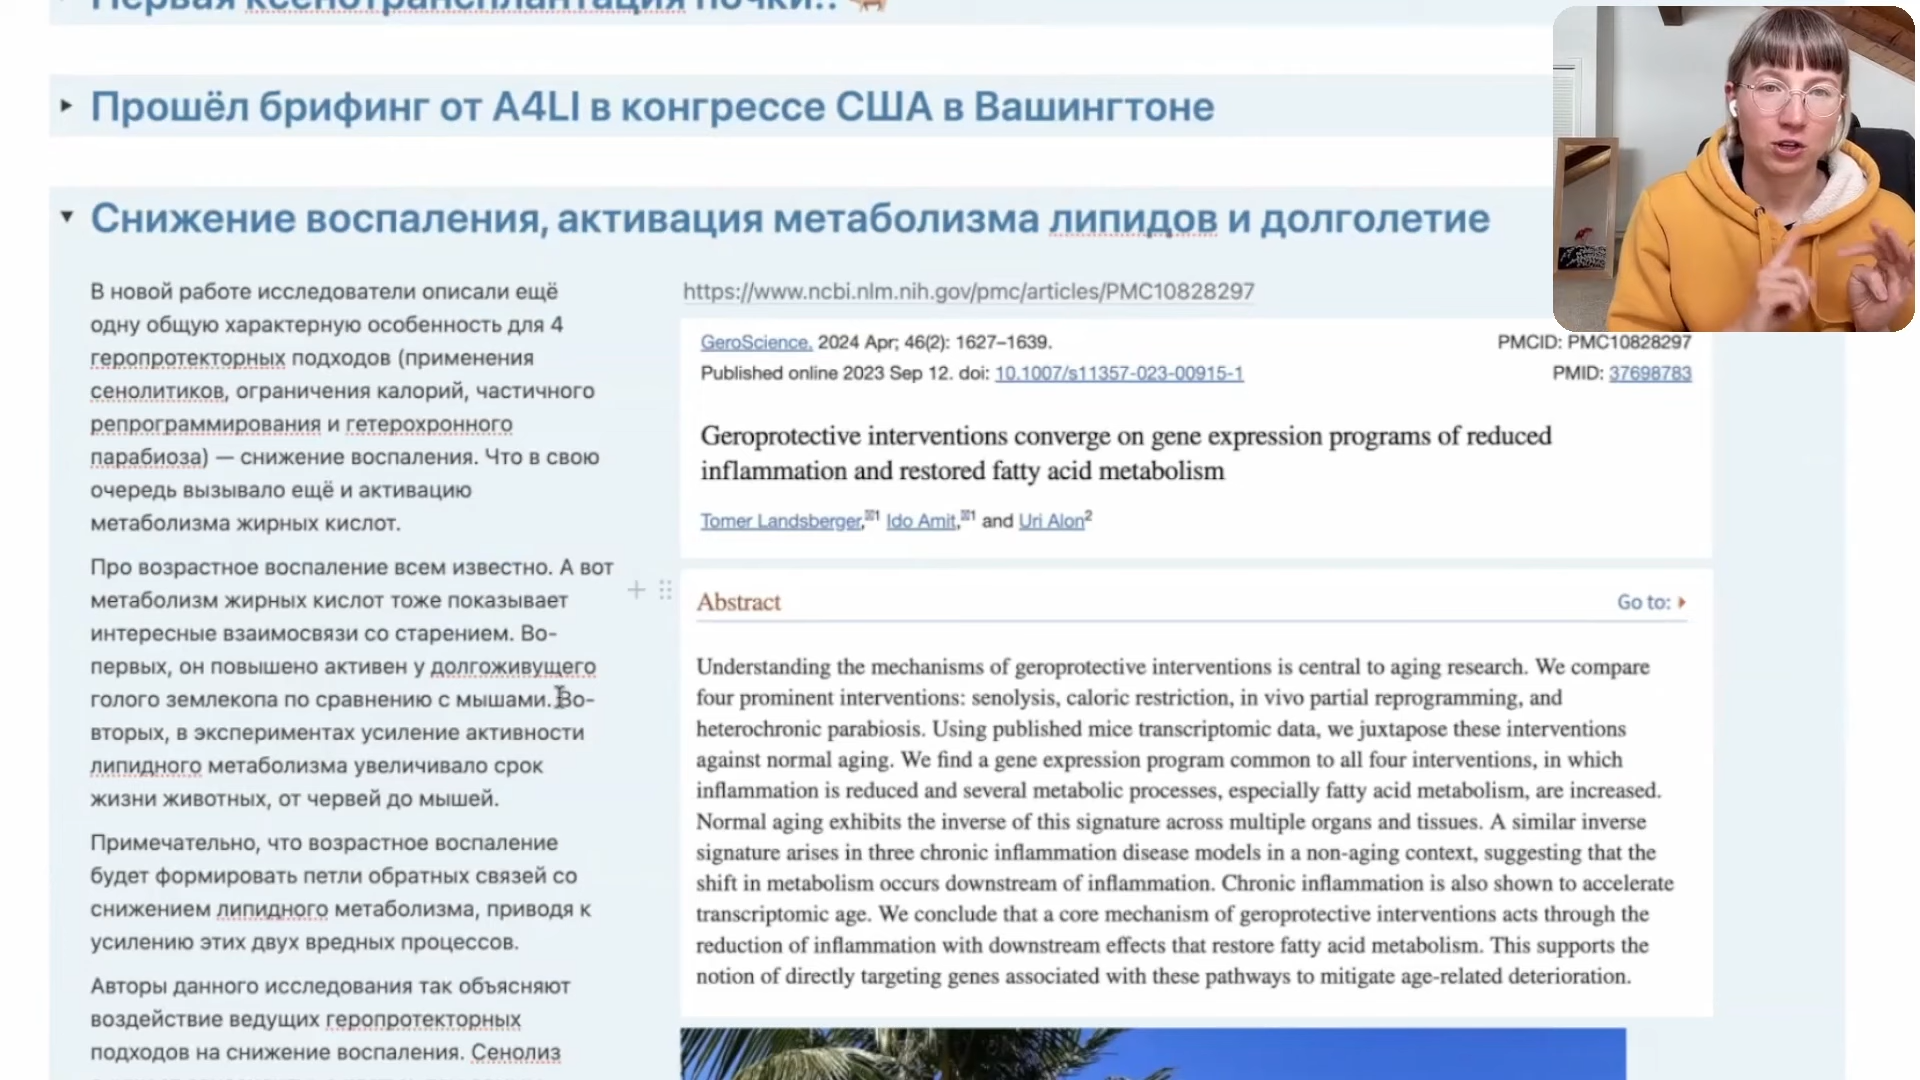 Первая ксенотрансплантация почки!!
Прошёл брифинг от A4LI в конгрессе США в Вашингтоне
Снижение воспаления, активация метаболизма липидов и долголетие
В новой работе исследователи описали ещё
одну общую характерную особенность для 4
геропротекторных подходов (применения
сенолитиков, ограничения калорий, частичного
репрограммирования и гетерохронного
парабиоза) — снижение воспаления. Что в свою
очередь вызывало ещё и активацию
метаболизма жирных кислот.
Про возрастное воспаление всем известно. А вот
метаболизм жирных кислот тоже показывает
интересные взаимосвязи со старением. Во-
первых, он повышено активен у долгоживущего
голого землекопа по сравнению с мышами. Во-
вторых, в экспериментах усиление активности
липидного метаболизма увеличивало срок
жизни животных, от червей до мышей.
Примечательно, что возрастное воспаление
будет формировать петли обратных связей со
снижением липидного метаболизма, приводя к
усилению этих двух вредных процессов.
Авторы данного исследования так объясняют
воздействие ведущих геропротекторных
подходов на снижение воспаления. Сенолиз
https://www.ncbi.nlm.nih.gov/pmc/articles/PMC10828297
GeroScience. 2024 Apr; 46(2): 1627–1639.
PMCID: PMC10828297
Published online 2023 Sep 12. doi: 10.1007/s11357-023-00915-1
PMID: 37698783
Geroprotective interventions converge on gene expression programs of reduced
inflammation and restored fatty acid metabolism
Tomer Landsberger,1 Ido Amit,1 and Uri Alon2
Abstract
Go to:
Understanding the mechanisms of geroprotective interventions is central to aging research. We compare
four prominent interventions: senolysis, caloric restriction, in vivo partial reprogramming, and
heterochronic parabiosis. Using published mice transcriptomic data, we juxtapose these interventions
against normal aging. We find a gene expression program common to all four interventions, in which
inflammation is reduced and several metabolic processes, especially fatty acid metabolism, are increased.
Normal aging exhibits the inverse of this signature across multiple organs and tissues. A similar inverse
signature arises in three chronic inflammation disease models in a non-aging context, suggesting that the
shift in metabolism occurs downstream of inflammation. Chronic inflammation is also shown to accelerate
transcriptomic age. We conclude that a core mechanism of geroprotective interventions acts through the
reduction of inflammation with downstream effects that restore fatty acid metabolism. This supports the
notion of directly targeting genes associated with these pathways to mitigate age-related deterioration.